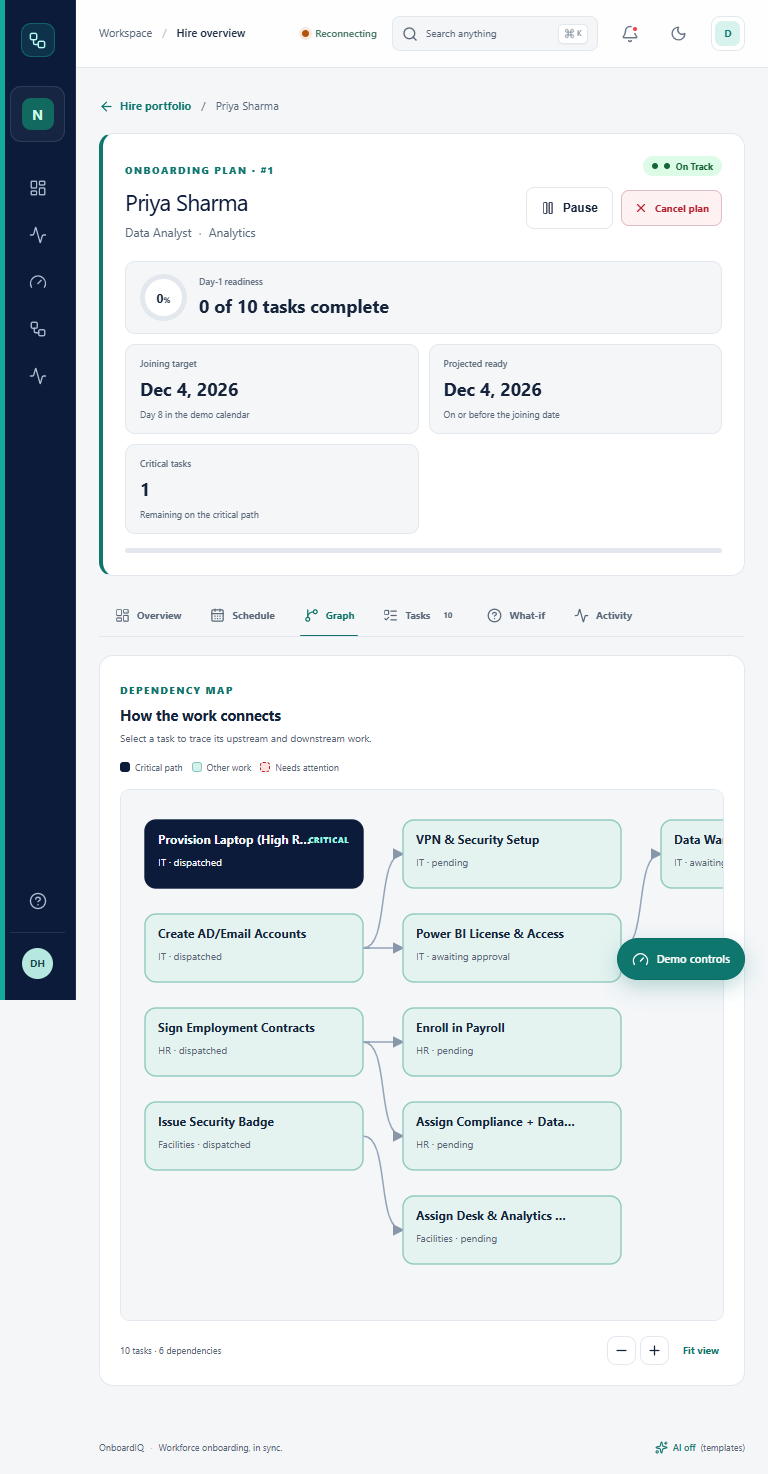 Workspace / Hire overview
Reconnecting
Search anything
⌘ K
D
N
← Hire portfolio / Priya Sharma
ONBOARDING PLAN · #1
On Track
Priya Sharma
Pause
Cancel plan
Data Analyst · Analytics
0%
Day-1 readiness
0 of 10 tasks complete
Joining target
Dec 4, 2026
Day 8 in the demo calendar
Projected ready
Dec 4, 2026
On or before the joining date
Critical tasks
1
Remaining on the critical path
Overview
Schedule
Graph
Tasks 10
What-if
Activity
DEPENDENCY MAP
How the work connects
Select a task to trace its upstream and downstream work.
Critical path
Other work
Needs attention
Provision Laptop (High R... CRITICAL
IT · dispatched
VPN & Security Setup
IT · pending
Data Wa
IT · awaiting
Create AD/Email Accounts
IT · dispatched
Power BI License & Access
IT · awaiting approval
Demo controls
DH
Sign Employment Contracts
HR · dispatched
Enroll in Payroll
HR · pending
Issue Security Badge
Facilities · dispatched
Assign Compliance + Data...
HR · pending
Assign Desk & Analytics ...
Facilities · pending
10 tasks · 6 dependencies
− + Fit view
OnboardIQ · Workforce onboarding, in sync.
AI off (templates)